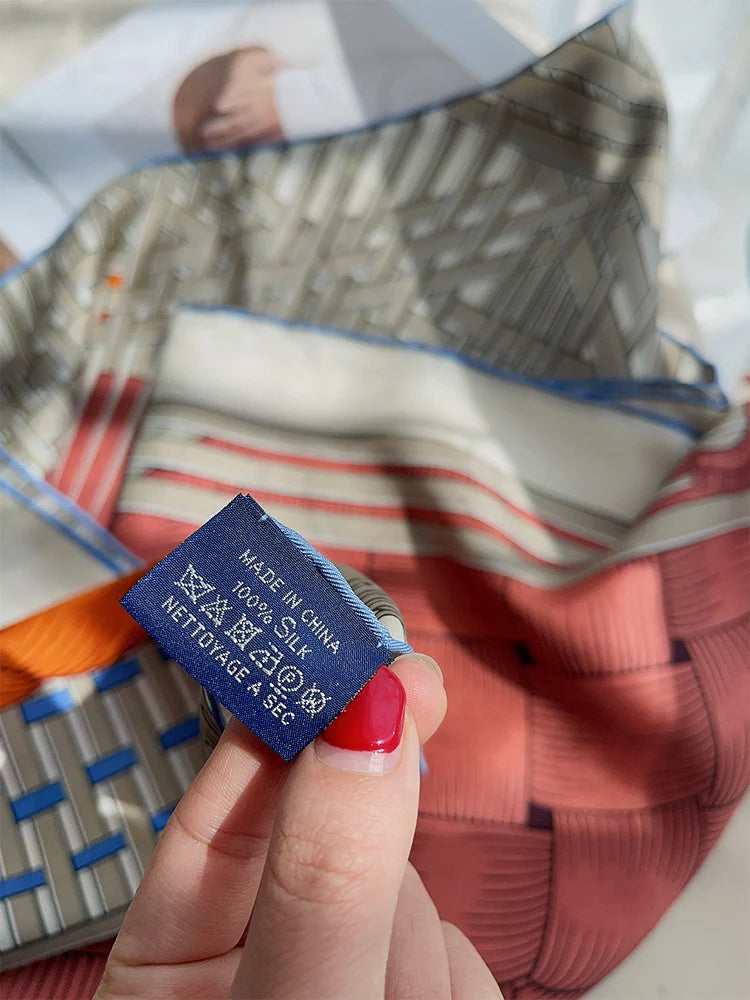 MADE IN CHINA
100% SILK
P
NETTOYAGE A SEC